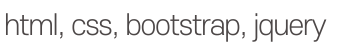 html, css, bootstrap, jquery